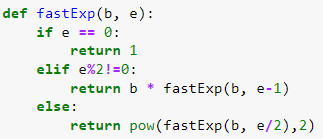 def fastExp(b, e):
    if e == 0:
        return 1
    elif e%2!=0:
        return b * fastExp(b, e-1)
    else:
        return pow(fastExp(b, e/2),2)